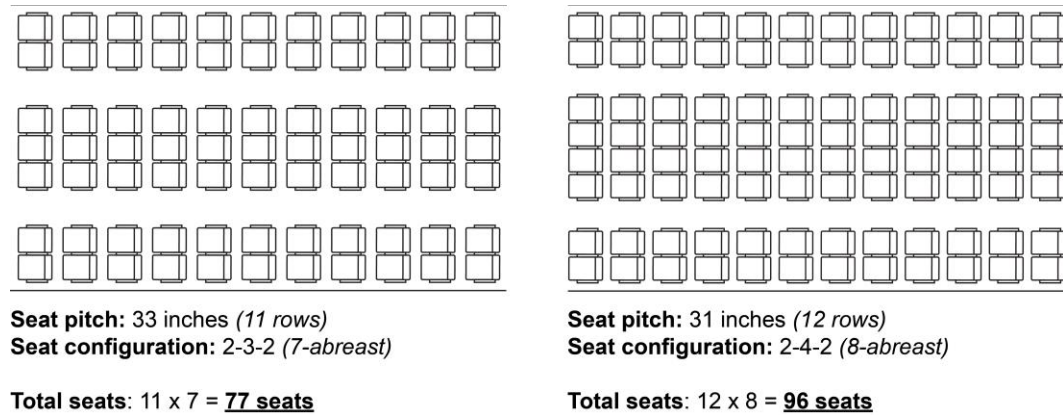 Seat pitch: 33 inches (11 rows)
Seat configuration: 2-3-2 (7-abreast)
Total seats: 11 x 7 = 77 seats
Seat pitch: 31 inches (12 rows)
Seat configuration: 2-4-2 (8-abreast)
Total seats: 12 x 8 = 96 seats